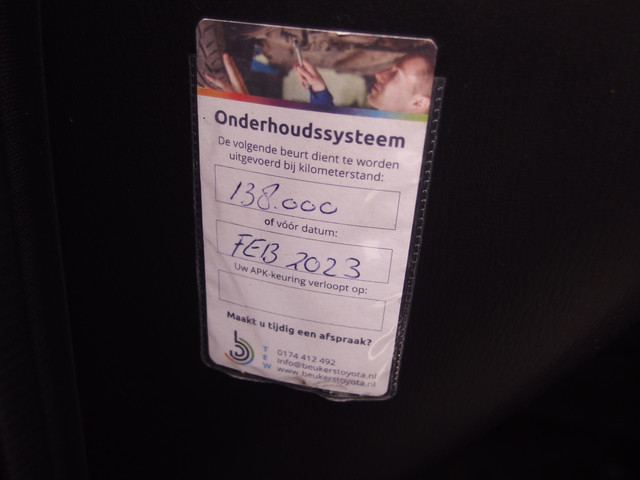 Onderhoudssysteem
De volgende beurt dient te worden
uitgevoerd bij kilometerstand:
138.000
of vóór datum:
FEB 2023
Uw APK-keuring verloopt op:
Maakt u tijdig een afspraak?
T 0174 412 492
E info@beukerstoyota.nl
W www.beukerstoyota.nl